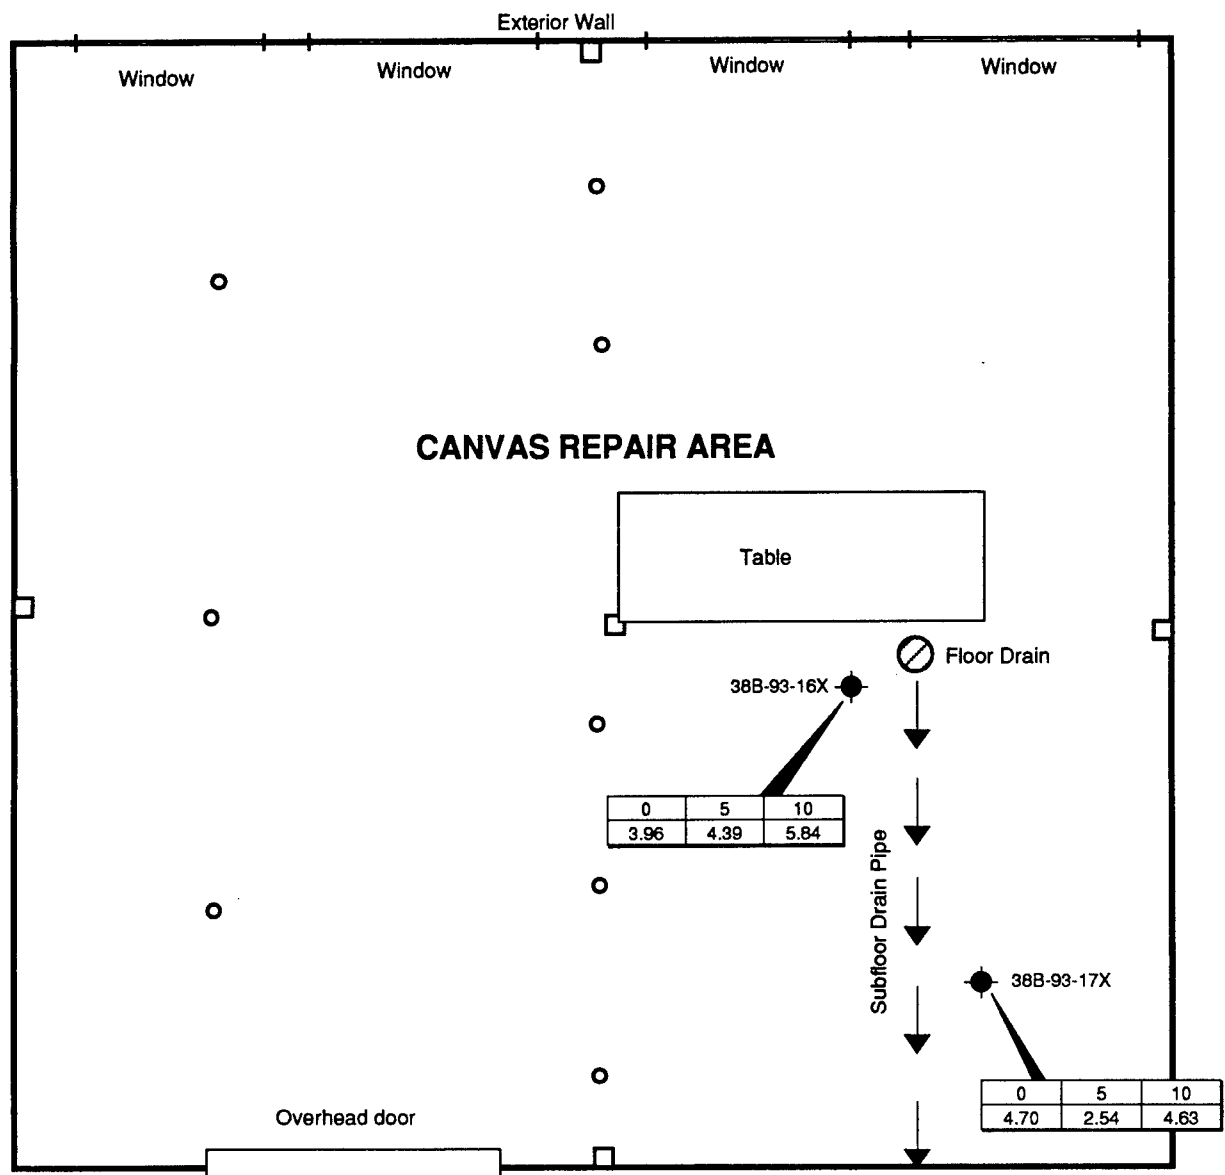 Exterior Wall
Window
Window
Window
Window
CANVAS REPAIR AREA
Table
Floor Drain
38B-93-16X
0 5 10
3.96 4.39 5.84
Subfloor Drain Pipe
38B-93-17X
0 5 10
4.70 2.54 4.63
Overhead door